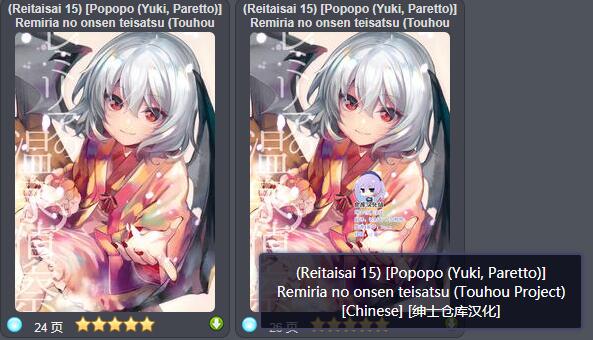 (Reitaisai 15) [Popopo (Yuki, Paretto)]
Remiria no onsen teisatsu (Touhou
24 页
(Reitaisai 15) [Popopo (Yuki, Paretto)]
Remiria no onsen teisatsu (Touhou
26 页
(Reitaisai 15) [Popopo (Yuki, Paretto)]
Remiria no onsen teisatsu (Touhou Project)
[Chinese] [绅士仓库汉化]